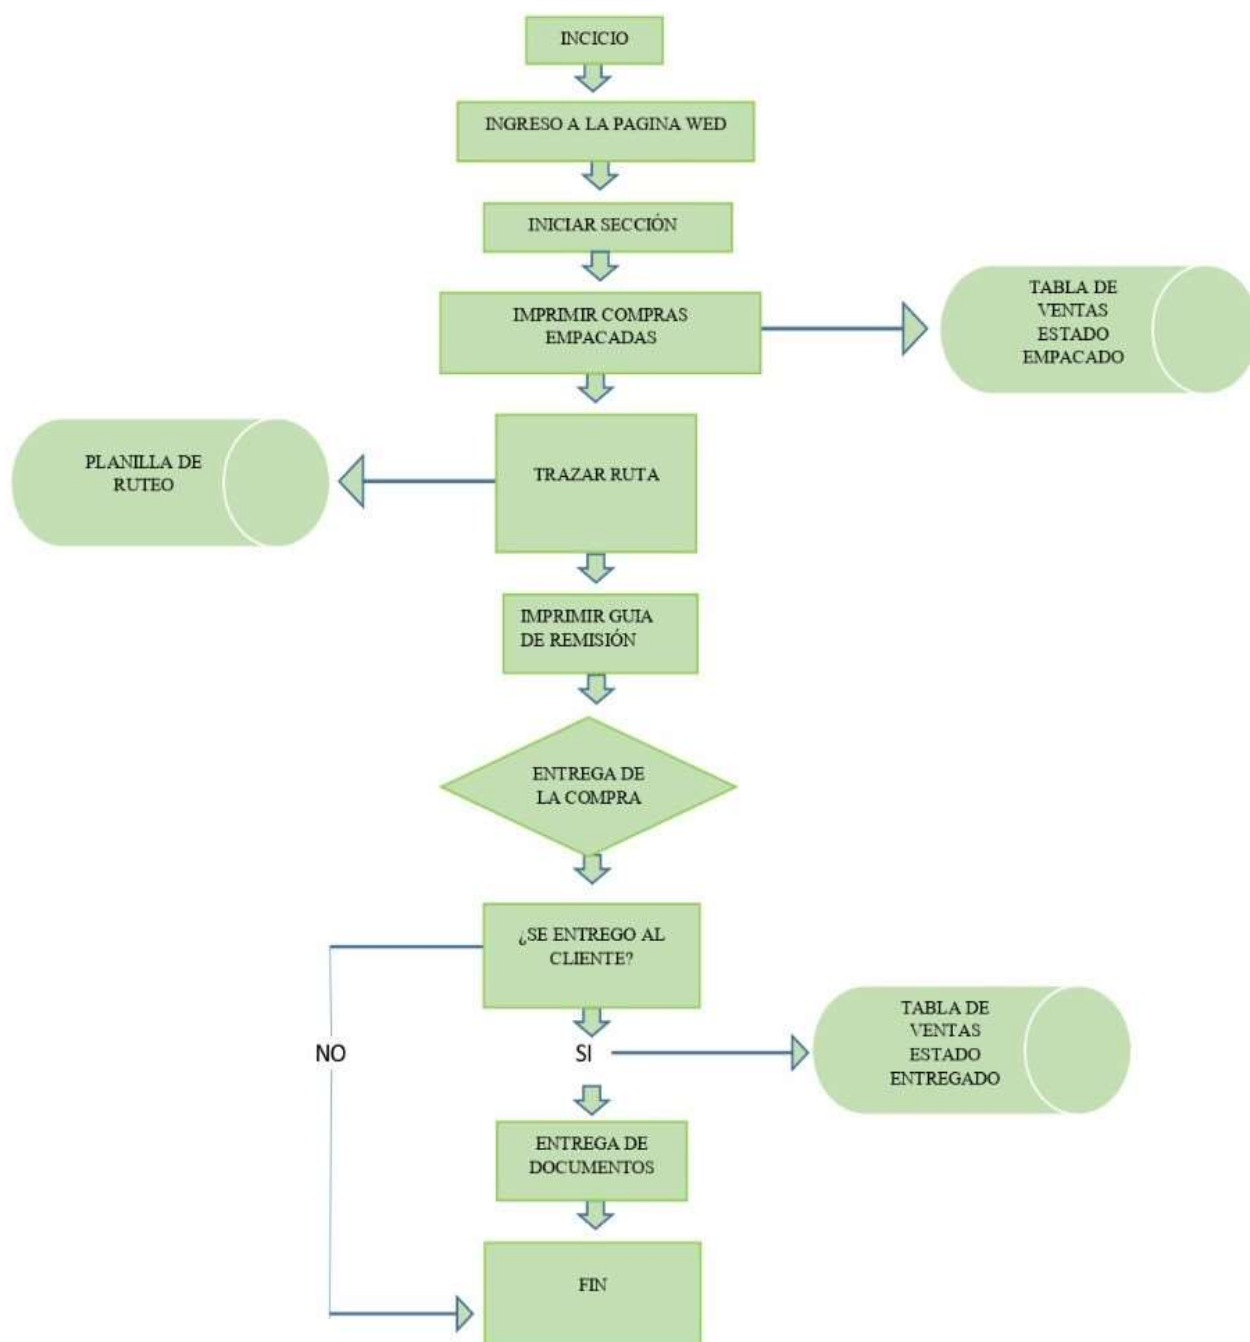 INCICIO
INGRESO A LA PAGINA WED
INICIAR SECCIÓN
IMPRIMIR COMPRAS
EMPACADAS
TABLA DE
VENTAS
ESTADO
EMPACADO
PLANILLA DE
RUTEO
TRAZAR RUTA
IMPRIMIR GUIA
DE REMISIÓN
ENTREGA DE
LA COMPRA
¿SE ENTREGO AL
CLIENTE?
NO
SI
TABLA DE
VENTAS
ESTADO
ENTREGADO
ENTREGA DE
DOCUMENTOS
FIN